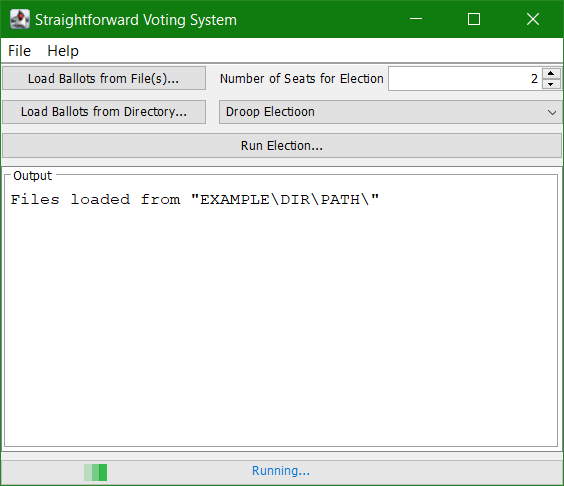 Straightforward Voting System
File Help
Load Ballots from File(s)... Number of Seats for Election 2
Load Ballots from Directory... Droop Electioon
Run Election...
Output
Files loaded from "EXAMPLE\DIR\PATH\"
Running...